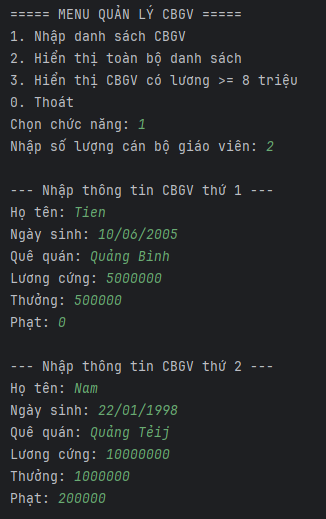 ===== MENU QUẢN LÝ CBGV =====
1. Nhập danh sách CBGV
2. Hiển thị toàn bộ danh sách
3. Hiển thị CBGV có lương >= 8 triệu
0. Thoát
Chọn chức năng: 1
Nhập số lượng cán bộ giáo viên: 2

--- Nhập thông tin CBGV thứ 1 ---
Họ tên: Tien
Ngày sinh: 10/06/2005
Quê quán: Quảng Bình
Lương cứng: 5000000
Thưởng: 500000
Phạt: 0

--- Nhập thông tin CBGV thứ 2 ---
Họ tên: Nam
Ngày sinh: 22/01/1998
Quê quán: Quảng Tẻij
Lương cứng: 10000000
Thưởng: 1000000
Phạt: 200000